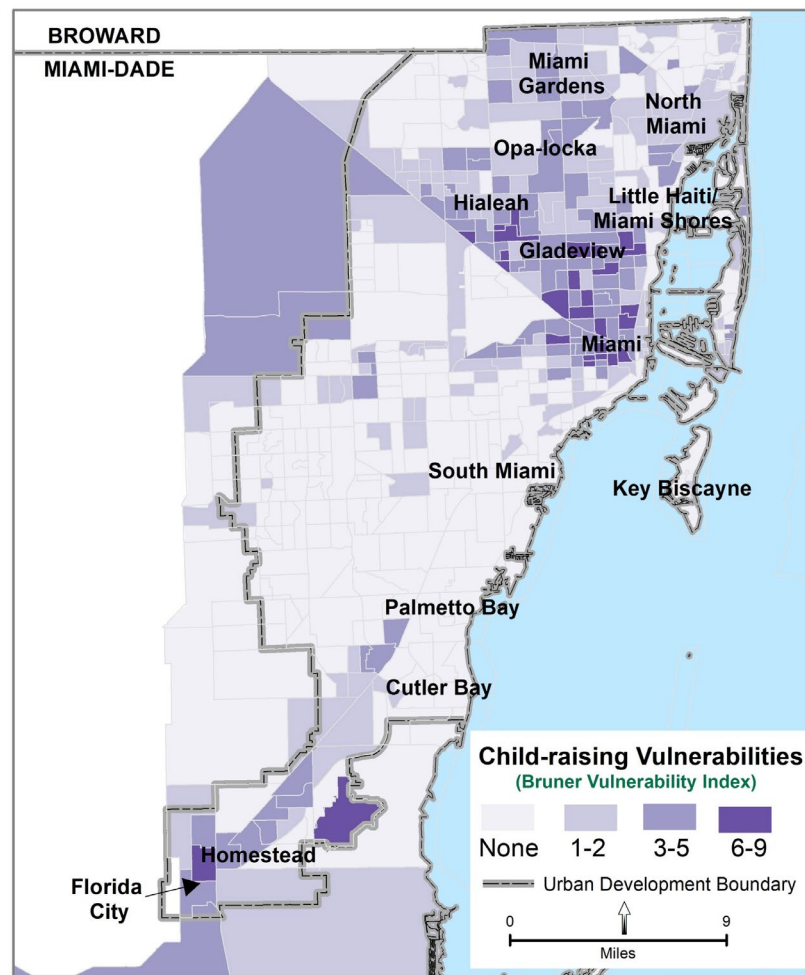 BROWARD
MIAMI-DADE
Miami
Gardens
North
Miami
Opa-locka
Hialeah
Little Haiti/
Miami Shores
Gladeview
Miami
South Miami
Key Biscayne
Palmetto Bay
Cutler Bay
Homestead
Florida
City
Child-raising Vulnerabilities
(Bruner Vulnerability Index)
None 1-2 3-5 6-9
Urban Development Boundary
0 9
Miles